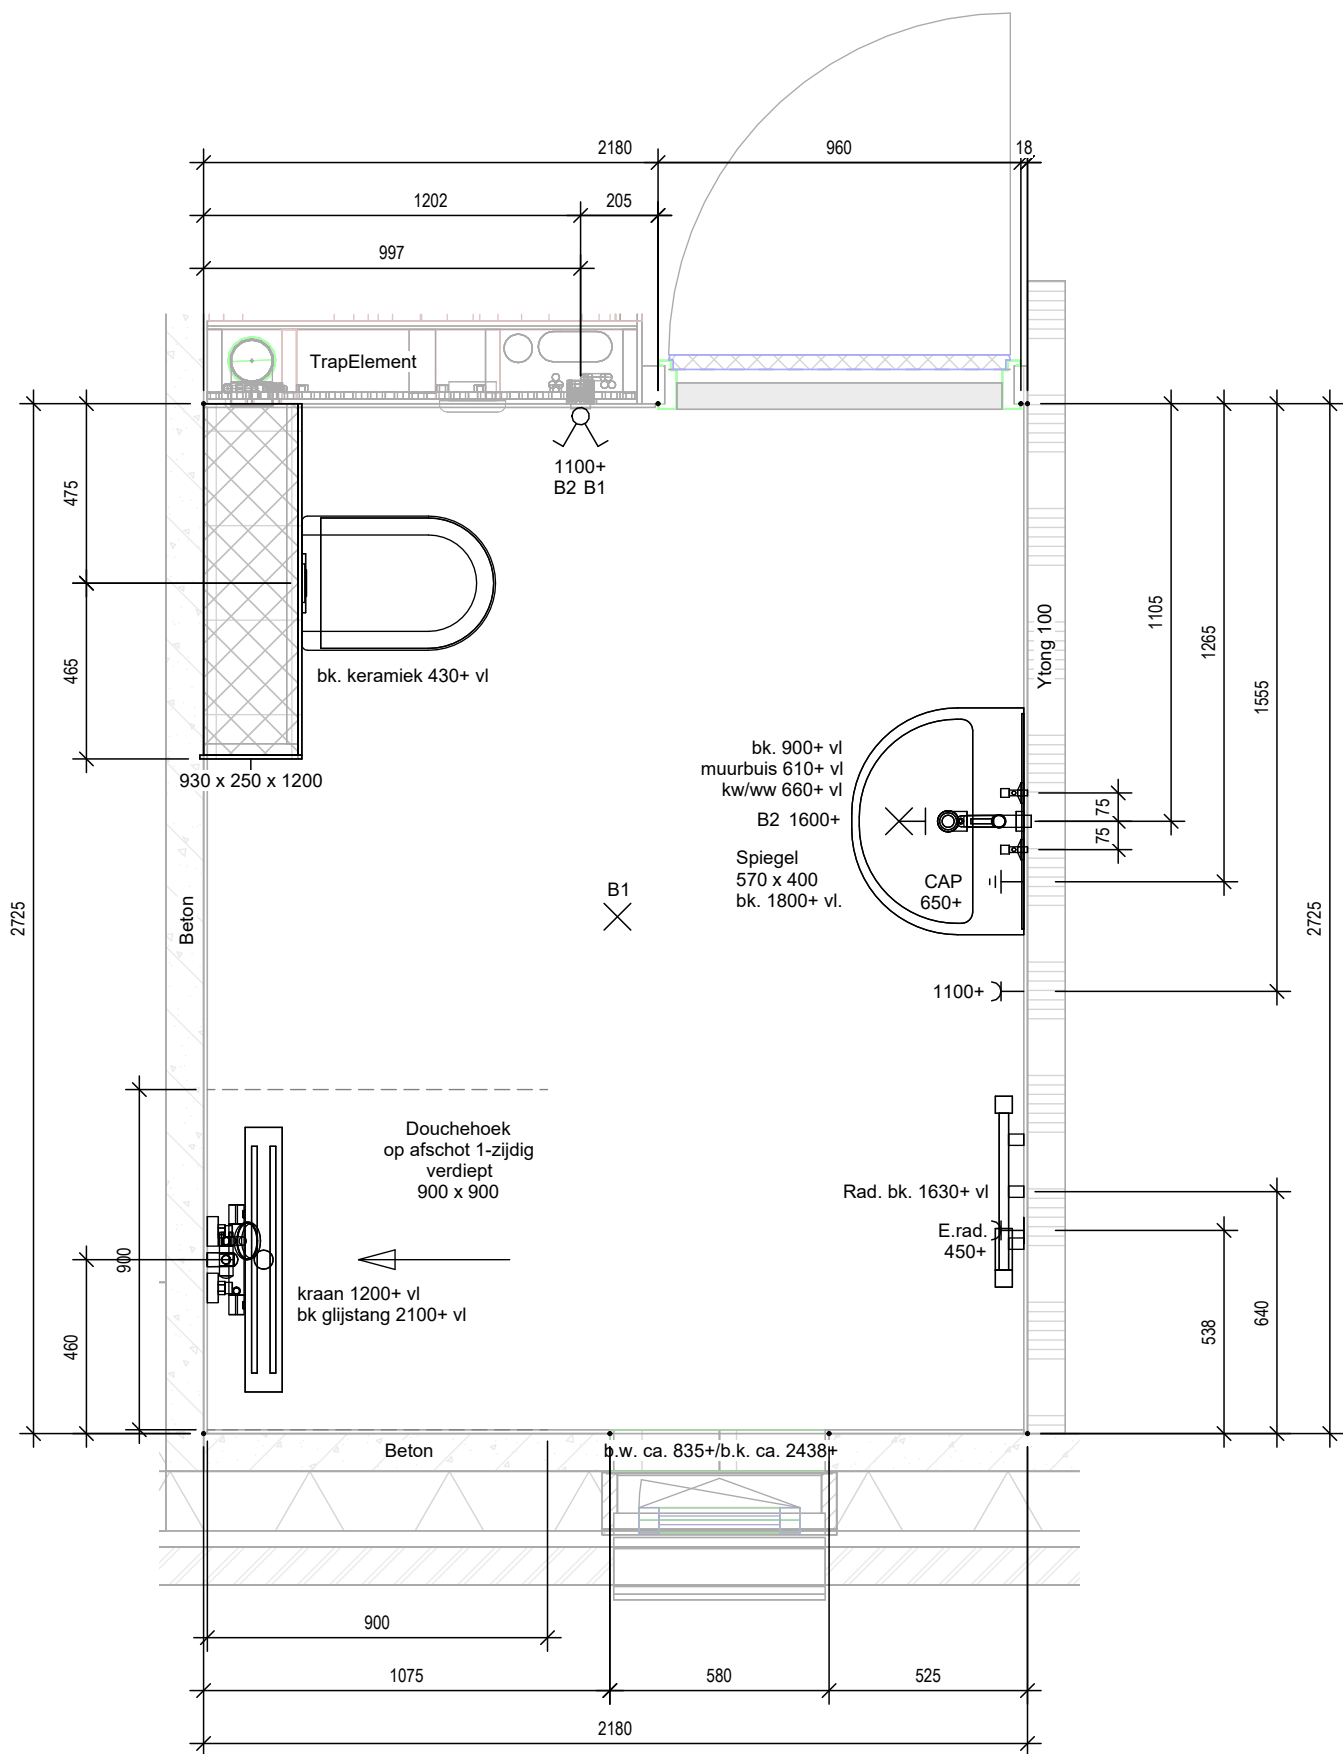 2180
960
18
1202
205
997
TrapElement
1100+
B2 B1
475
465
bk. keramiek 430+ vl
930 x 250 x 1200
Ytong 100
1105
1265
1555
bk. 900+ vl
muurbuis 610+ vl
kw/ww 660+ vl
B2 1600+
75
75
Spiegel
570 x 400
bk. 1800+ vl.
CAP
650+
B1
Beton
2725
2725
1100+
Douchehoek
op afschot 1-zijdig
verdiept
900 x 900
Rad. bk. 1630+ vl
E.rad.
450+
900
460
kraan 1200+ vl
bk glijstang 2100+ vl
538
640
Beton
b.w. ca. 835+/b.k. ca. 2438+
900
1075
580
525
2180